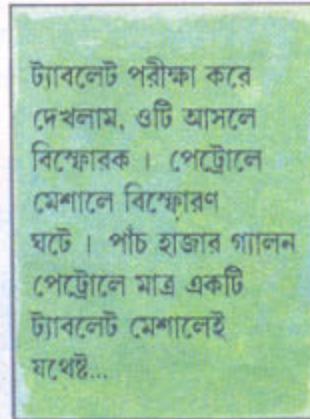 ট্যাবলেট পরীক্ষা করে
দেখলাম, ওটি আসলে
বিস্ফোরক । পেট্রোলে
মেশালে বিস্ফোরণ
ঘটে । পাঁচ হাজার গ্যালন
পেট্রোলে মাত্র একটি
ট্যাবলেট মেশালেই
যথেষ্ট...